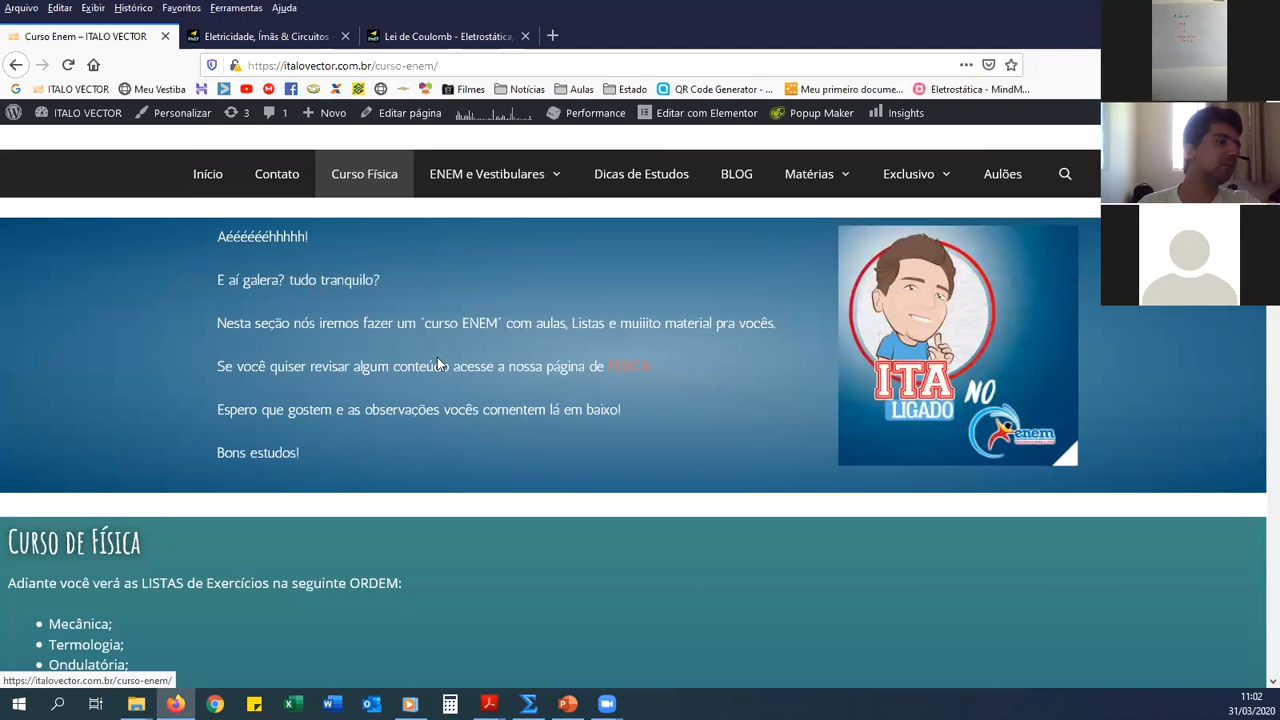 Arquivo Editar Exibir Histórico Favoritos Ferramentas Ajuda
Curso Enem – ITALO VECTOR
Eletricidade, Ímãs & Circuitos -
Lei de Coulomb - Eletrostática,
https://italovector.com.br/curso-enem/
ITALO VECTOR Meu Vestiba Filmes Notícias Aulas Estado QR Code Generator - ... Meu primeiro docume... Eletrostática - MindM...
ITALO VECTOR Personalizar 3 1 Novo Editar página Performance Editar com Elementor Popup Maker Insights
Início Contato Curso Física ENEM e Vestibulares Dicas de Estudos BLOG Matérias Exclusivo Aulões
Aééééééhhhhh!
E aí galera? tudo tranquilo?
Nesta seção nós iremos fazer um "curso ENEM" com aulas, Listas e muiiito material pra vocês.
Se você quiser revisar algum conteúdo acesse a nossa página de FÍSICA
Espero que gostem e as observações vocês comentem lá em baixo!
Bons estudos!
ITA
LIGADO
NO
enem
Curso de Física
Adiante você verá as LISTAS de Exercícios na seguinte ORDEM:
Mecânica;
Termologia;
Ondulatória;
https://italovector.com.br/curso-enem/
11:02
31/03/2020